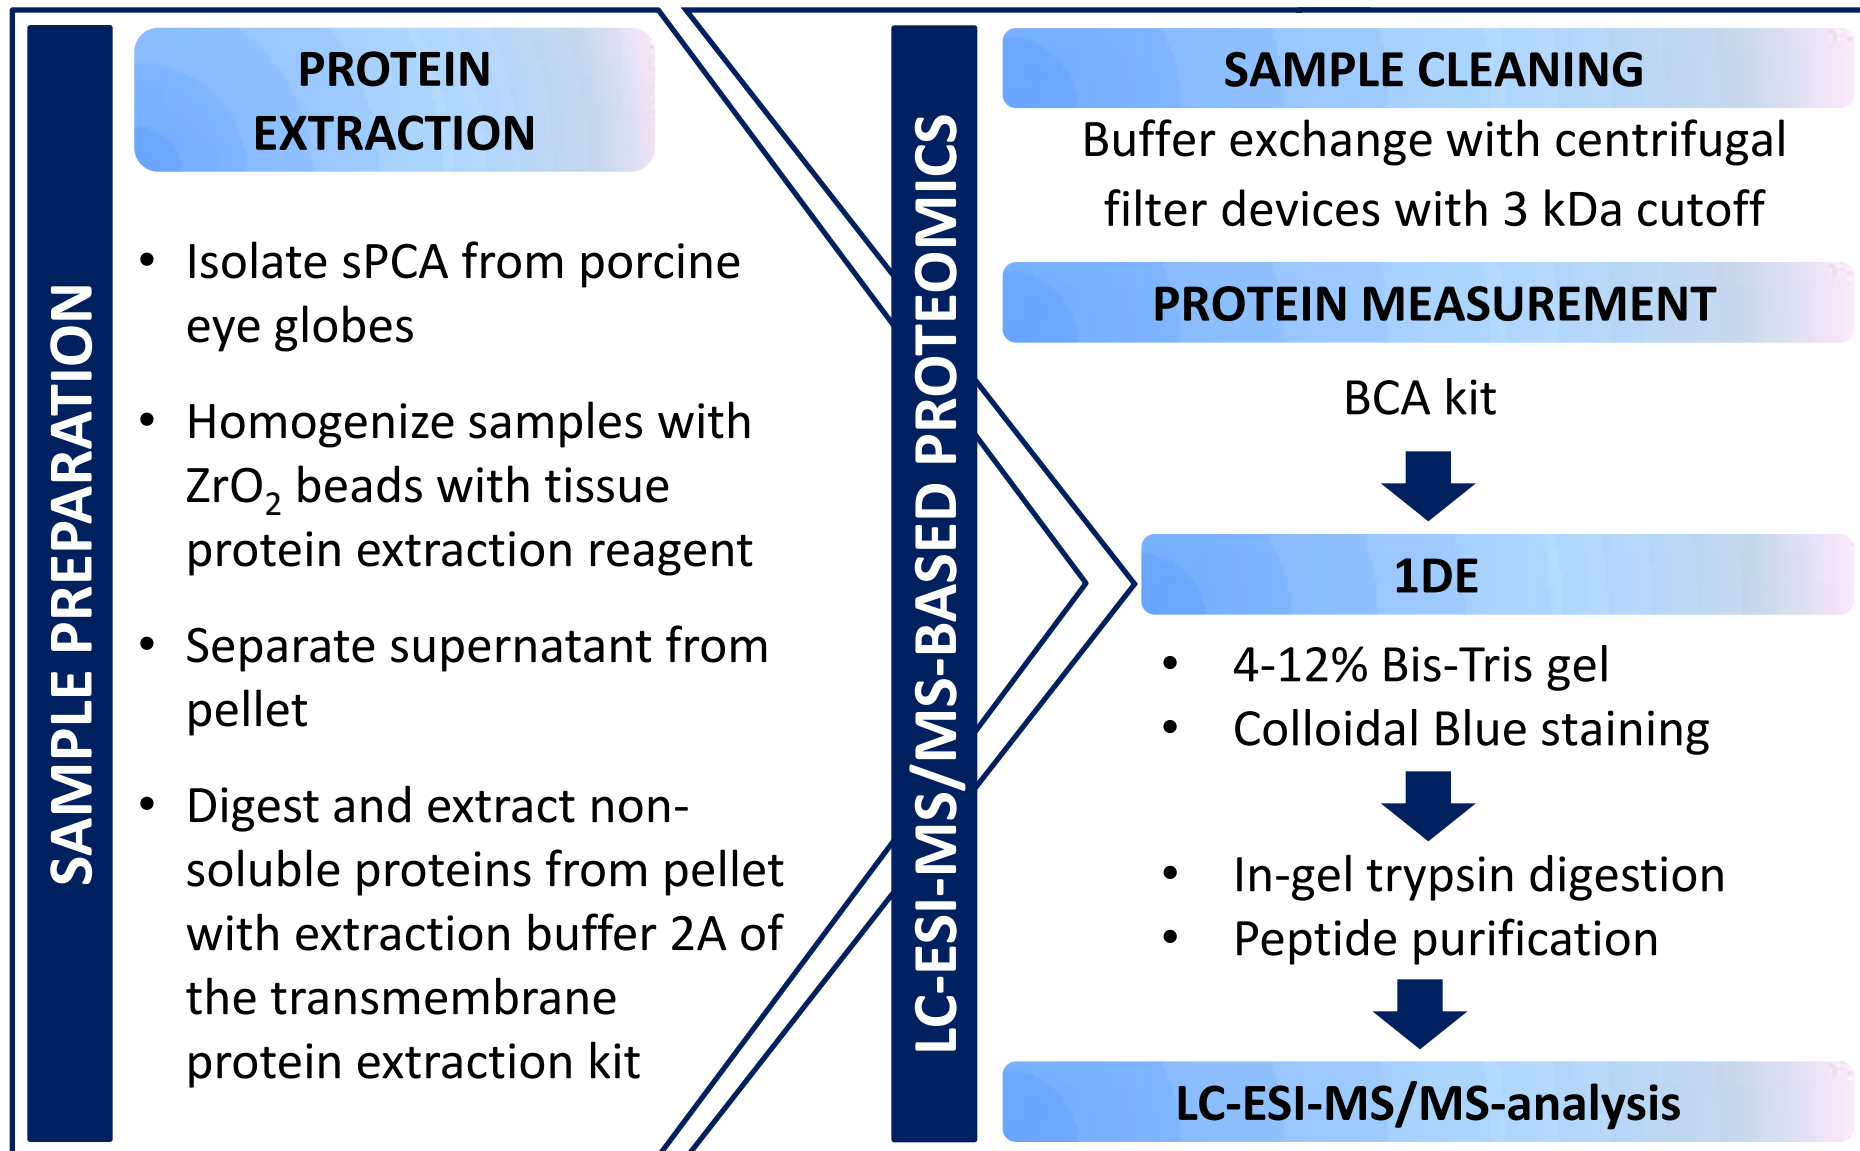 SAMPLE PREPARATION
PROTEIN
EXTRACTION
• Isolate sPCA from porcine
eye globes
• Homogenize samples with
ZrO₂ beads with tissue
protein extraction reagent
• Separate supernatant from
pellet
• Digest and extract non-
soluble proteins from pellet
with extraction buffer 2A of
the transmembrane
protein extraction kit
LC-ESI-MS/MS-BASED PROTEOMICS
SAMPLE CLEANING
Buffer exchange with centrifugal
filter devices with 3 kDa cutoff
PROTEIN MEASUREMENT
BCA kit
1DE
• 4-12% Bis-Tris gel
• Colloidal Blue staining
• In-gel trypsin digestion
• Peptide purification
LC-ESI-MS/MS-analysis